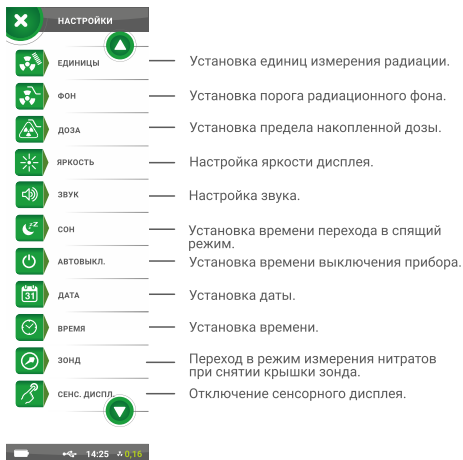 НАСТРОЙКИ
ЕДИНИЦЫ
Установка единиц измерения радиации.
ФОН
Установка порога радиационного фона.
ДОЗА
Установка предела накопленной дозы.
ЯРКОСТЬ
Настройка яркости дисплея.
ЗВУК
Настройка звука.
СОН
Установка времени перехода в спящий
режим.
АВТОВЫКЛ.
Установка времени выключения прибора.
31
ДАТА
Установка даты.
ВРЕМЯ
Установка времени.
ЗОНД
Переход в режим измерения нитратов
при снятии крышки зонда.
СЕНС. ДИСПЛ.
Отключение сенсорного дисплея.
14:25 0,16